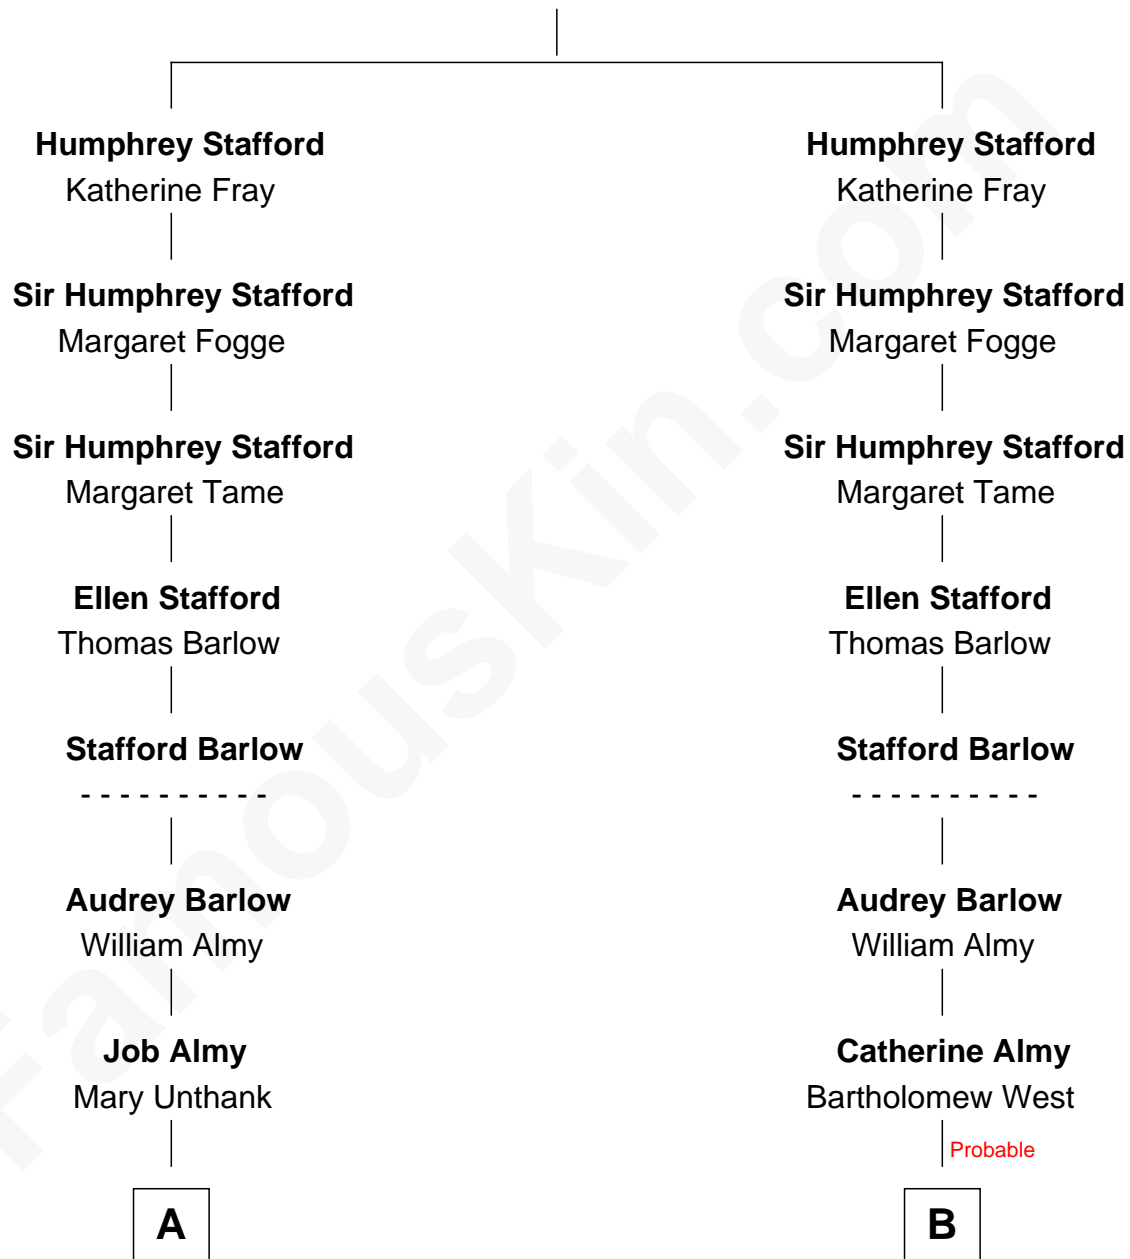 Humphrey Stafford
Katherine Fray
Sir Humphrey Stafford
Margaret Fogge
Sir Humphrey Stafford
Margaret Tame
Ellen Stafford
Thomas Barlow
Stafford Barlow
- - - - - - - - - -
Audrey Barlow
William Almy
Job Almy
Mary Unthank
A
Humphrey Stafford
Katherine Fray
Sir Humphrey Stafford
Margaret Fogge
Sir Humphrey Stafford
Margaret Tame
Ellen Stafford
Thomas Barlow
Stafford Barlow
- - - - - - - - - -
Audrey Barlow
William Almy
Catherine Almy
Bartholomew West
Probable
B
FamousKin.com